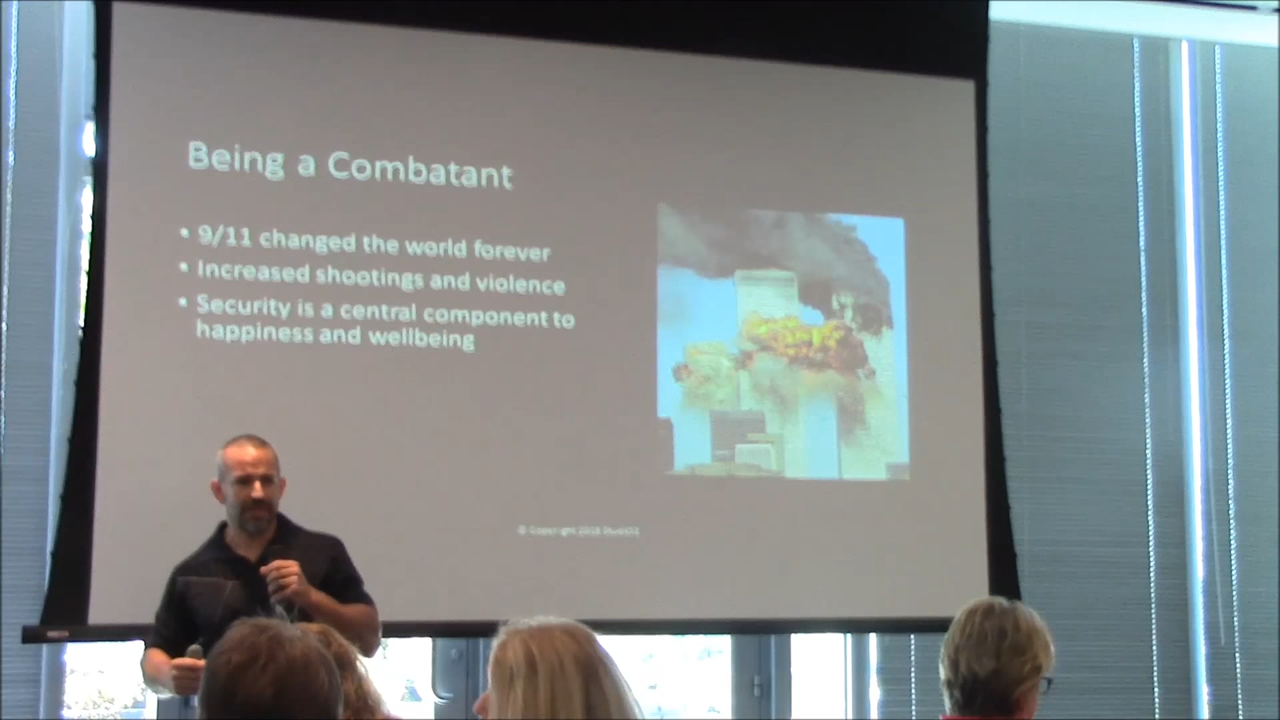 Being a Combatant
• 9/11 changed the world forever
• Increased shootings and violence
• Security is a central component to
happiness and wellbeing
© Copyright